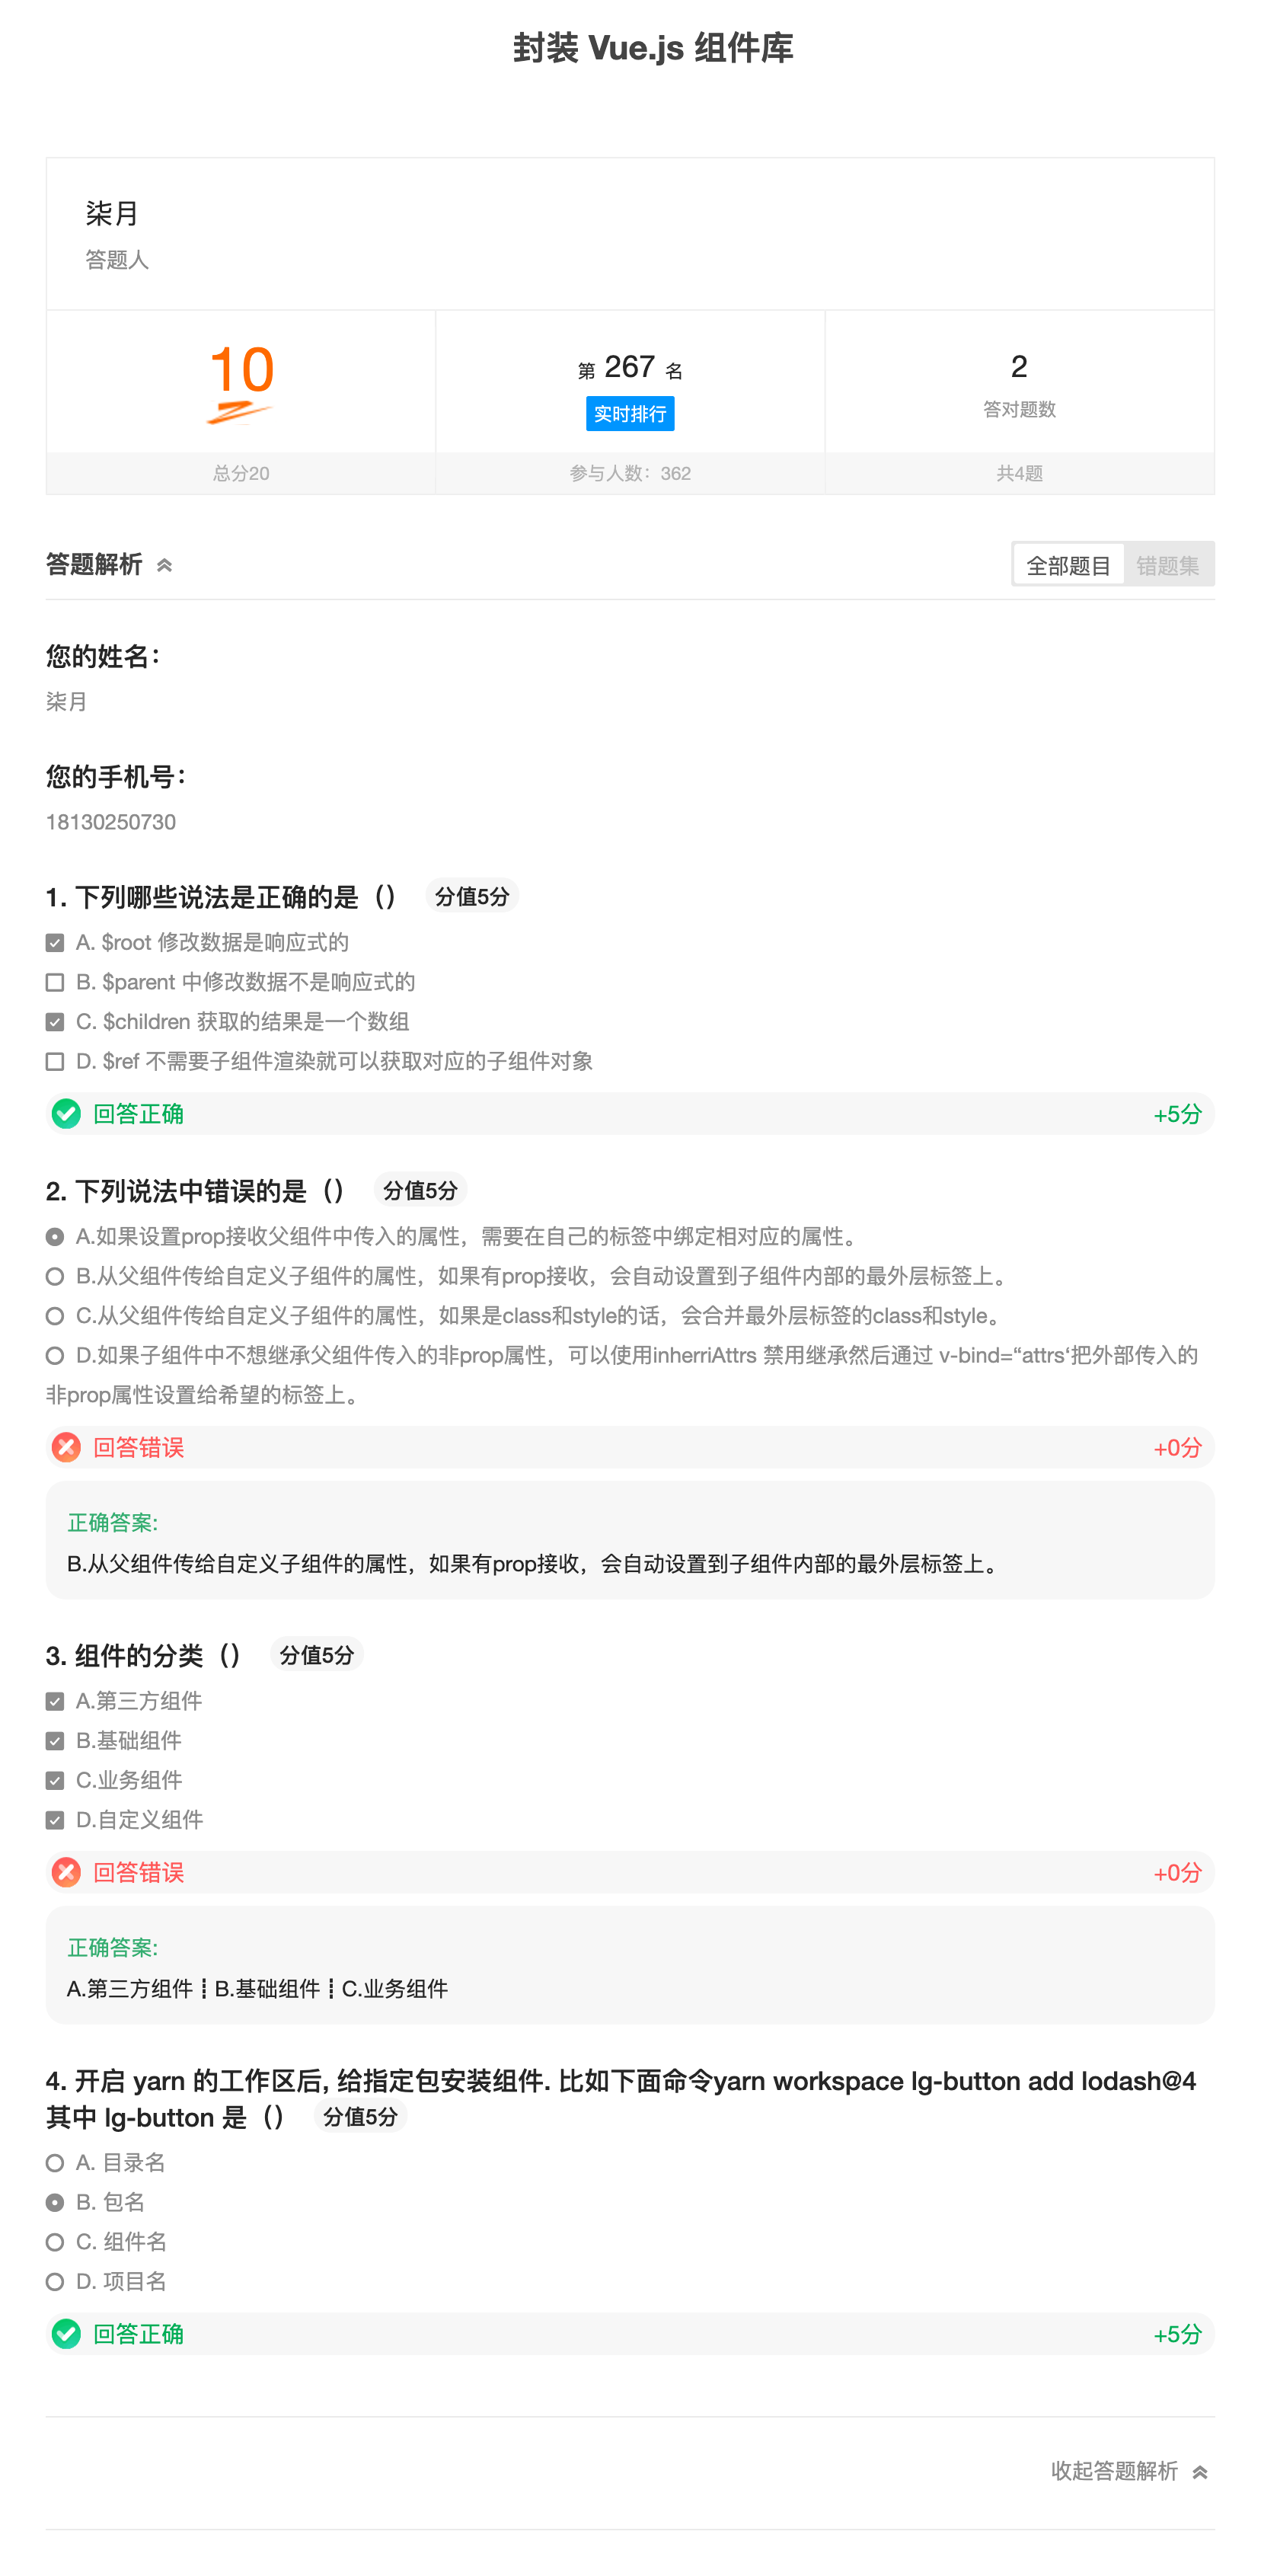 封装 Vue.js 组件库
柒月
答题人
10
第 267 名
实时排行
2
答对题数
总分20
参与人数：362
共4题
答题解析
全部题目 错题集
您的姓名：
柒月
您的手机号：
18130250730
1. 下列哪些说法是正确的是（） 分值5分
A. $root 修改数据是响应式的
B. $parent 中修改数据不是响应式的
C. $children 获取的结果是一个数组
D. $ref 不需要子组件渲染就可以获取对应的子组件对象
回答正确 +5分
2. 下列说法中错误的是（） 分值5分
A.如果设置prop接收父组件中传入的属性，需要在自己的标签中绑定相对应的属性。
B.从父组件传给自定义子组件的属性，如果有prop接收，会自动设置到子组件内部的最外层标签上。
C.从父组件传给自定义子组件的属性，如果是class和style的话，会合并最外层标签的class和style。
D.如果子组件中不想继承父组件传入的非prop属性，可以使用inherriAttrs 禁用继承然后通过 v-bind=“attrs‘把外部传入的
非prop属性设置给希望的标签上。
回答错误 +0分
正确答案:
B.从父组件传给自定义子组件的属性，如果有prop接收，会自动设置到子组件内部的最外层标签上。
3. 组件的分类（） 分值5分
A.第三方组件
B.基础组件
C.业务组件
D.自定义组件
回答错误 +0分
正确答案:
A.第三方组件┋B.基础组件┋C.业务组件
4. 开启 yarn 的工作区后, 给指定包安装组件. 比如下面命令yarn workspace lg-button add lodash@4
其中 lg-button 是（） 分值5分
A. 目录名
B. 包名
C. 组件名
D. 项目名
回答正确 +5分
收起答题解析